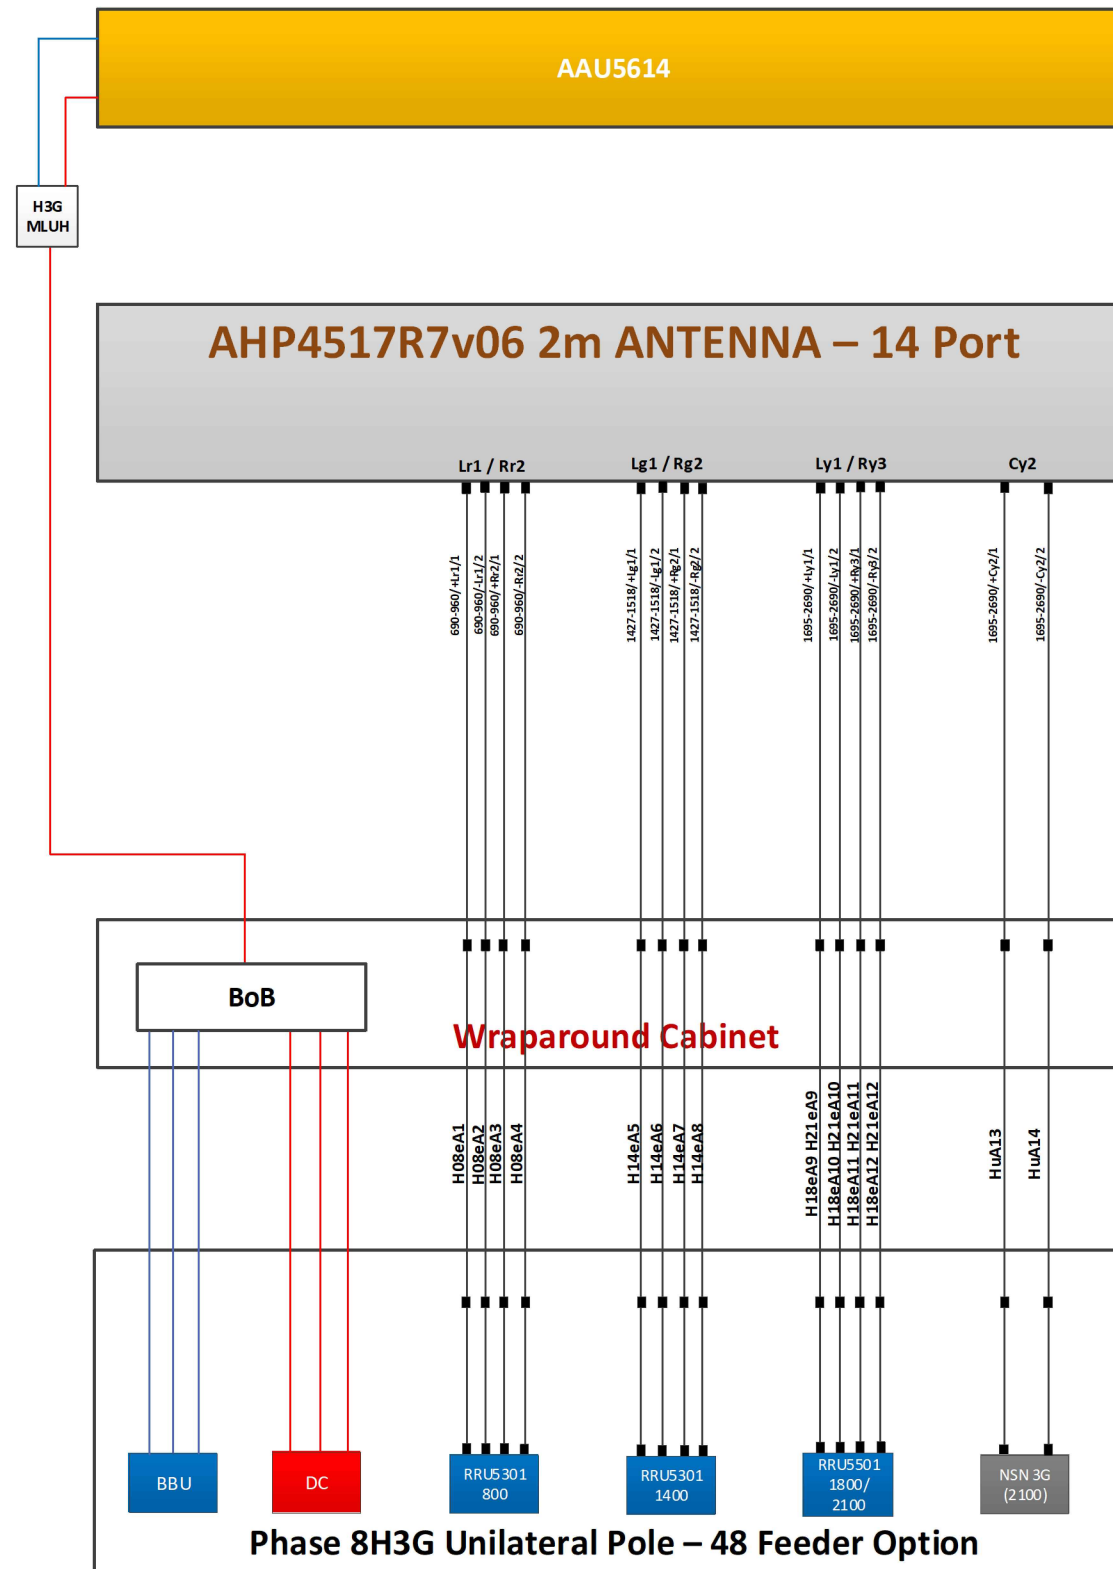 AAU5614
H3G
MLUH
AHP4517R7v06 2m ANTENNA – 14 Port
Lr1 / Rr2
Lg1 / Rg2
Ly1 / Ry3
Cy2
690-960/+Lr1/1
690-960/-Lr1/2
690-960/+Rr2/1
690-960/-Rr2/2
1427-1518/+Lg1/1
1427-1518/-Lg1/2
1427-1518/+Rg2/1
1427-1518/-Rg2/2
1695-2690/+Ly1/1
1695-2690/-Ly1/2
1695-2690/+Ry3/1
1695-2690/-Ry3/2
1695-2690/+Cy2/1
1695-2690/-Cy2/2
BoB
Wraparound Cabinet
H08eA1
H08eA2
H08eA3
H08eA4
H14eA5
H14eA6
H14eA7
H14eA8
H18eA9 H21eA9
H18eA10 H21eA10
H18eA11 H21eA11
H18eA12 H21eA12
HuA13
HuA14
BBU
DC
RRU5301
800
RRU5301
1400
RRU5501
1800/
2100
NSN 3G
(2100)
Phase 8H3G Unilateral Pole – 48 Feeder Option